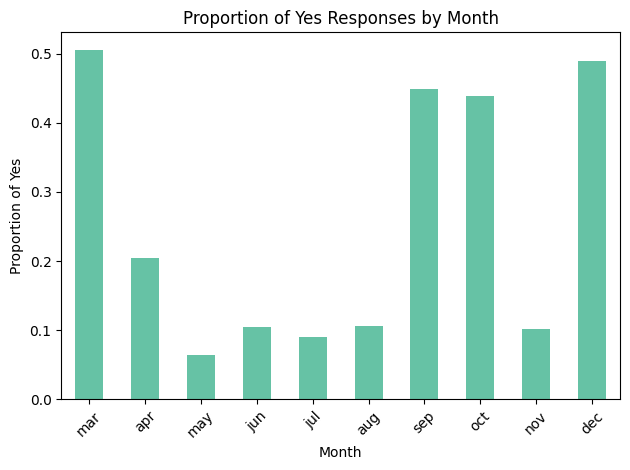 Proportion of Yes Responses by Month
Proportion of Yes
0.5
0.4
0.3
0.2
0.1
0.0
mar apr may jun jul aug sep oct nov dec
Month